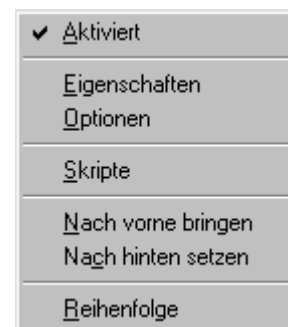 Aktiviert
Eigenschaften
Optionen
Skripte
Nach vorne bringen
Nach hinten setzen
Reihenfolge